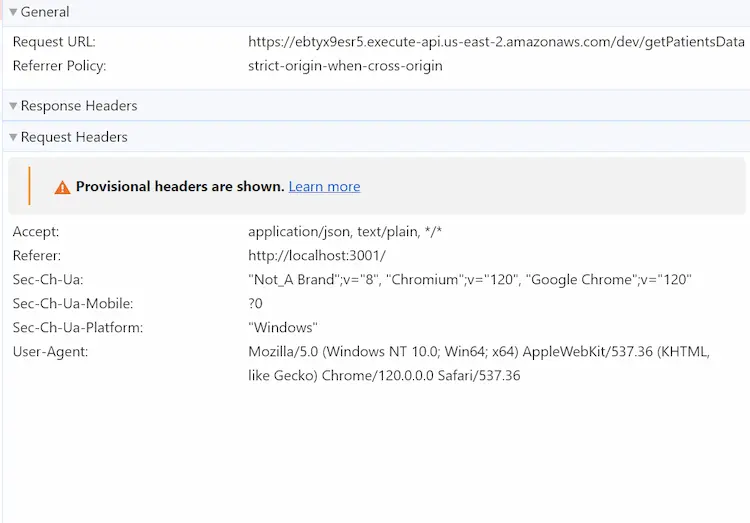 General
Request URL: https://ebtyx9esr5.execute-api.us-east-2.amazonaws.com/dev/getPatientsData
Referrer Policy: strict-origin-when-cross-origin
Response Headers
Request Headers
Provisional headers are shown. Learn more
Accept: application/json, text/plain, */*
Referer: http://localhost:3001/
Sec-Ch-Ua: "Not_A Brand";v="8", "Chromium";v="120", "Google Chrome";v="120"
Sec-Ch-Ua-Mobile: ?0
Sec-Ch-Ua-Platform: "Windows"
User-Agent: Mozilla/5.0 (Windows NT 10.0; Win64; x64) AppleWebKit/537.36 (KHTML,
like Gecko) Chrome/120.0.0.0 Safari/537.36